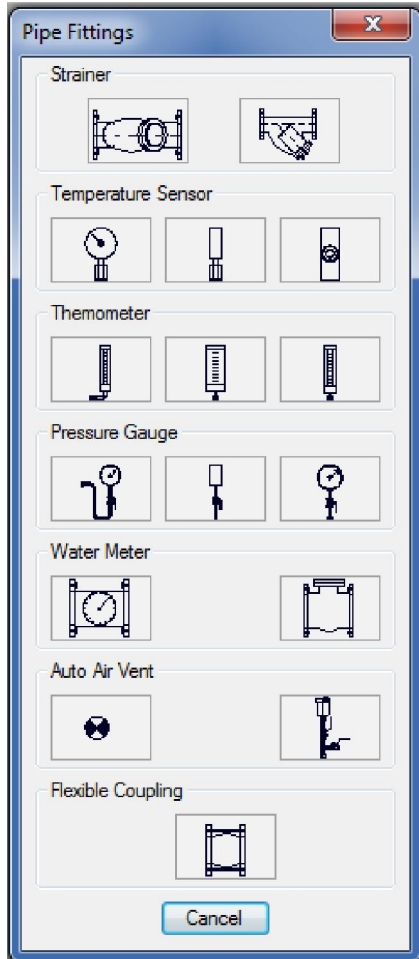 Pipe Fittings
Strainer
Temperature Sensor
Themometer
Pressure Gauge
Water Meter
Auto Air Vent
Flexible Coupling
Cancel